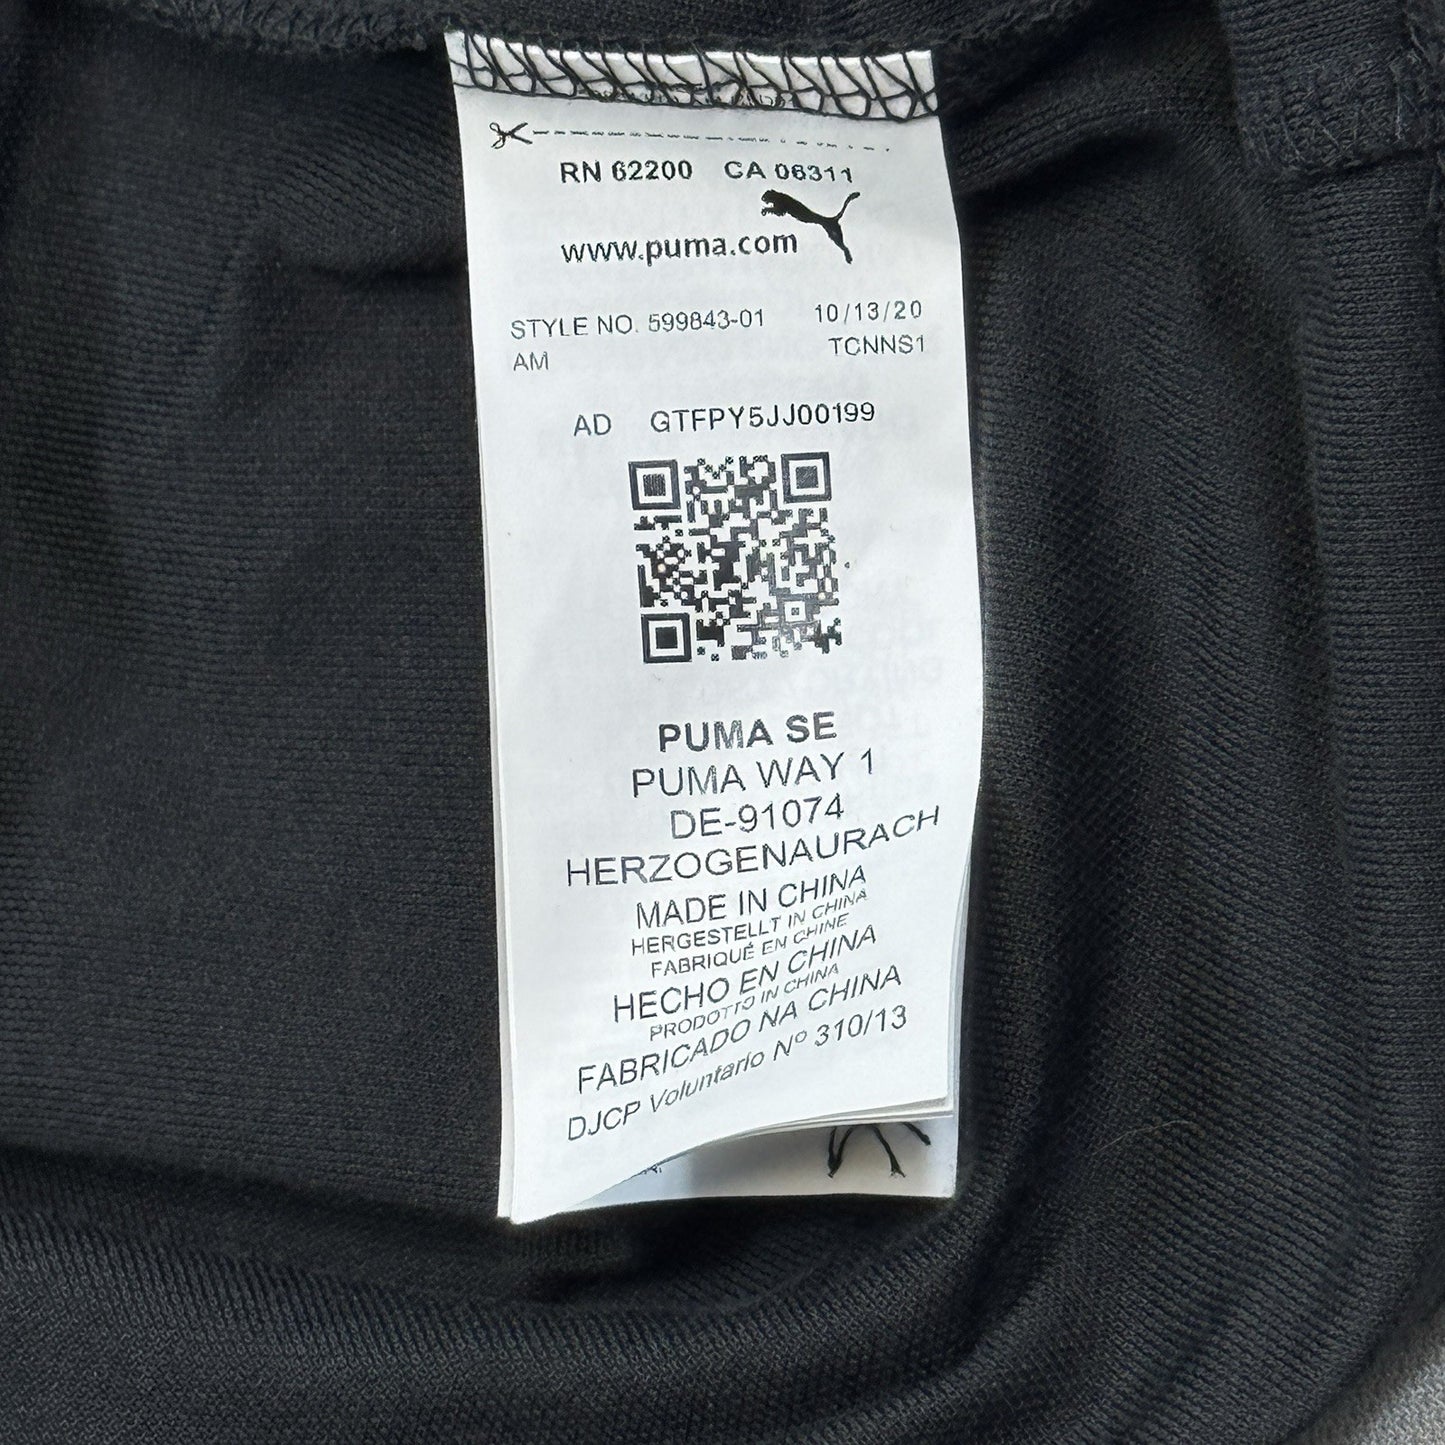 RN 62200 CA 06311
www.puma.com
STYLE NO. 599843-01 10/13/20
AM TCNNS1
AD GTFPY5JJ00199
PUMA SE
PUMA WAY 1
DE-91074
HERZOGENAURACH
MADE IN CHINA
HERGESTELLT IN CHINA
FABRIQUÉ EN CHINE
HECHO EN CHINA
PRODOTTO IN CHINA
FABRICADO NA CHINA
DJCP Voluntario Nº 310/13